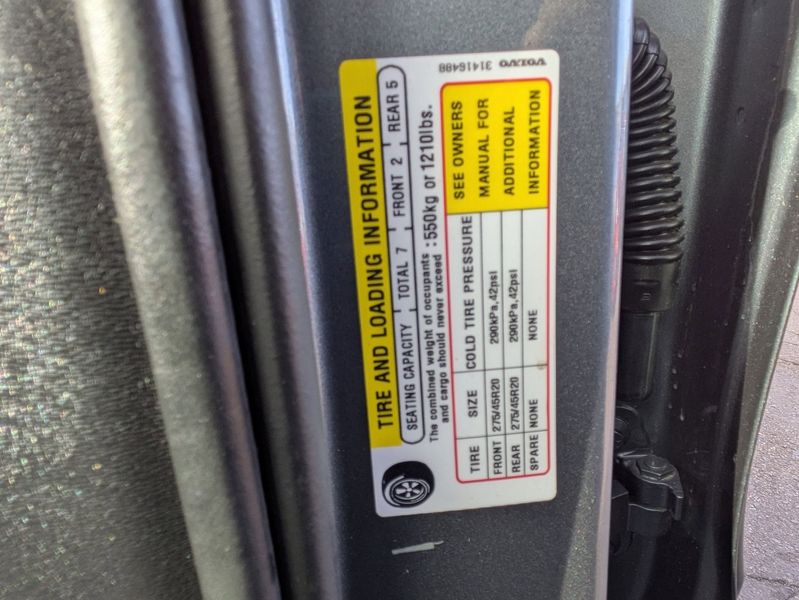 VOLVO 31416488
TIRE AND LOADING INFORMATION
SEATING CAPACITY TOTAL 7 FRONT 2 REAR 5
The combined weight of occupants
and cargo should never exceed : 550kg or 1210lbs.
TIRE SIZE COLD TIRE PRESSURE
FRONT 275/45R20 290kPa,42psi
REAR 275/45R20 290kPa,42psi
SPARE NONE NONE
SEE OWNERS
MANUAL FOR
ADDITIONAL
INFORMATION